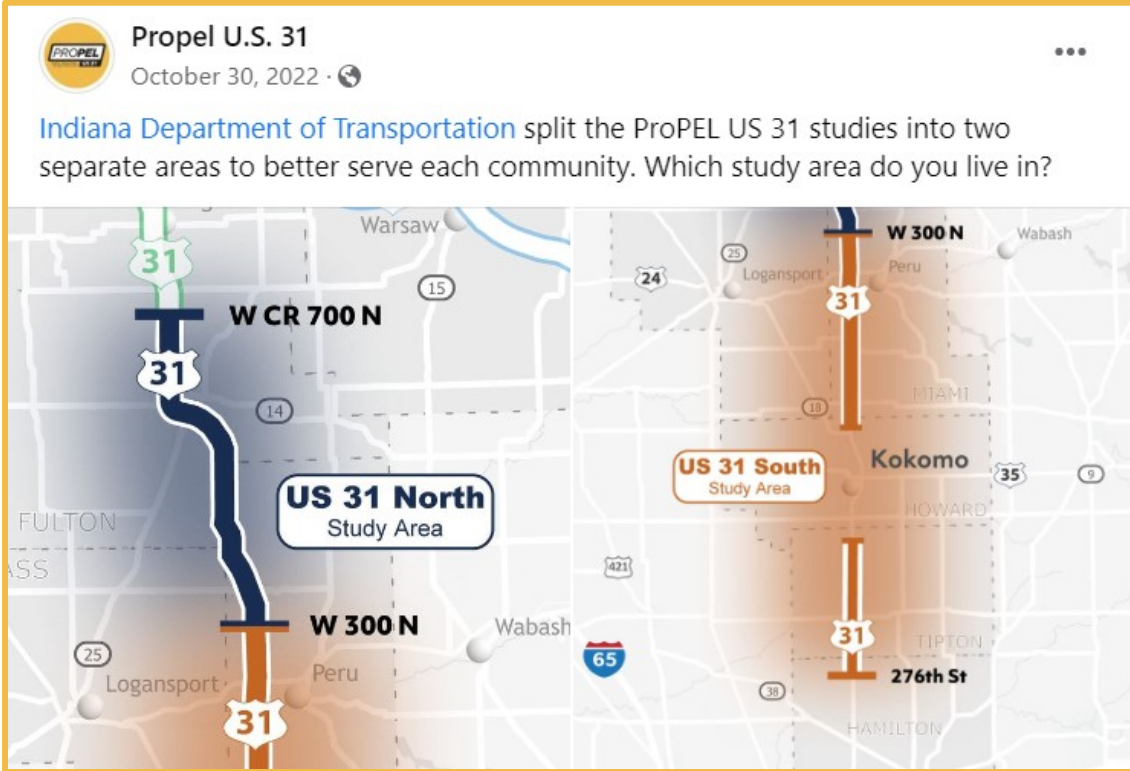 PROPEL
US 31
Propel U.S. 31
October 30, 2022 ·
Indiana Department of Transportation split the ProPEL US 31 studies into two
separate areas to better serve each community. Which study area do you live in?
Warsaw
31
15
W CR 700 N
31
14
US 31 North
Study Area
FULTON
ASS
W 300 N
Wabash
25
Logansport
Peru
31
W 300 N
Wabash
25
24
Logansport
Peru
31
MIAMI
18
Kokomo
US 31 South
Study Area
35
9
HOWARD
421
31
TIPTON
65
276th St
38
HAMILTON